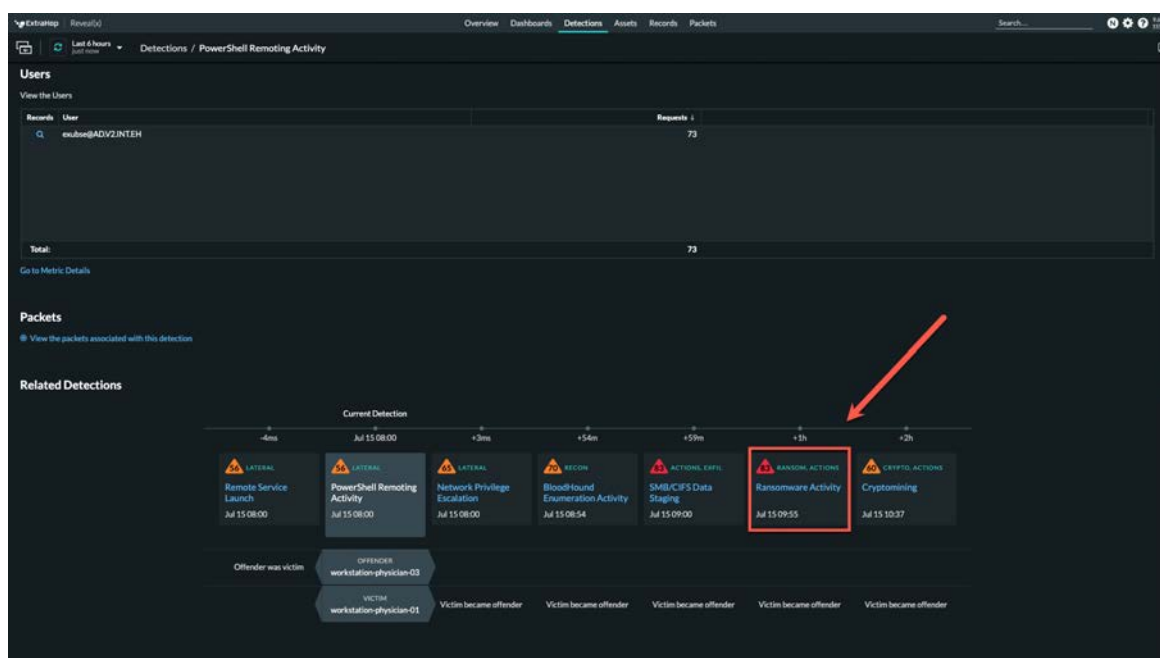 ExtraHop Reveal(x) Overview Dashboards Detections Assets Records Packets Search...
Last 6 hours
just now
Detections / PowerShell Remoting Activity
Users
View the Users
Records User Requests ↓
exubse@AD.V2.INT.EH 73
Total: 73
Go to Metric Details
Packets
View the packets associated with this detection
Related Detections
Current Detection
-4ms Jul 15 08:00 +3ms +54m +59m +1h +2h
56 LATERAL
Remote Service
Launch
Jul 15 08:00
56 LATERAL
PowerShell Remoting
Activity
Jul 15 08:00
65 LATERAL
Network Privilege
Escalation
Jul 15 08:00
70 RECON
BloodHound
Enumeration Activity
Jul 15 08:54
83 ACTIONS, EXFIL
SMB/CIFS Data
Staging
Jul 15 09:00
83 RANSOM, ACTIONS
Ransomware Activity
Jul 15 09:55
60 CRYPTO, ACTIONS
Cryptomining
Jul 15 10:37
Offender was victim
OFFENDER
workstation-physician-03
VICTIM
workstation-physician-01
Victim became offender Victim became offender Victim became offender Victim became offender Victim became offender